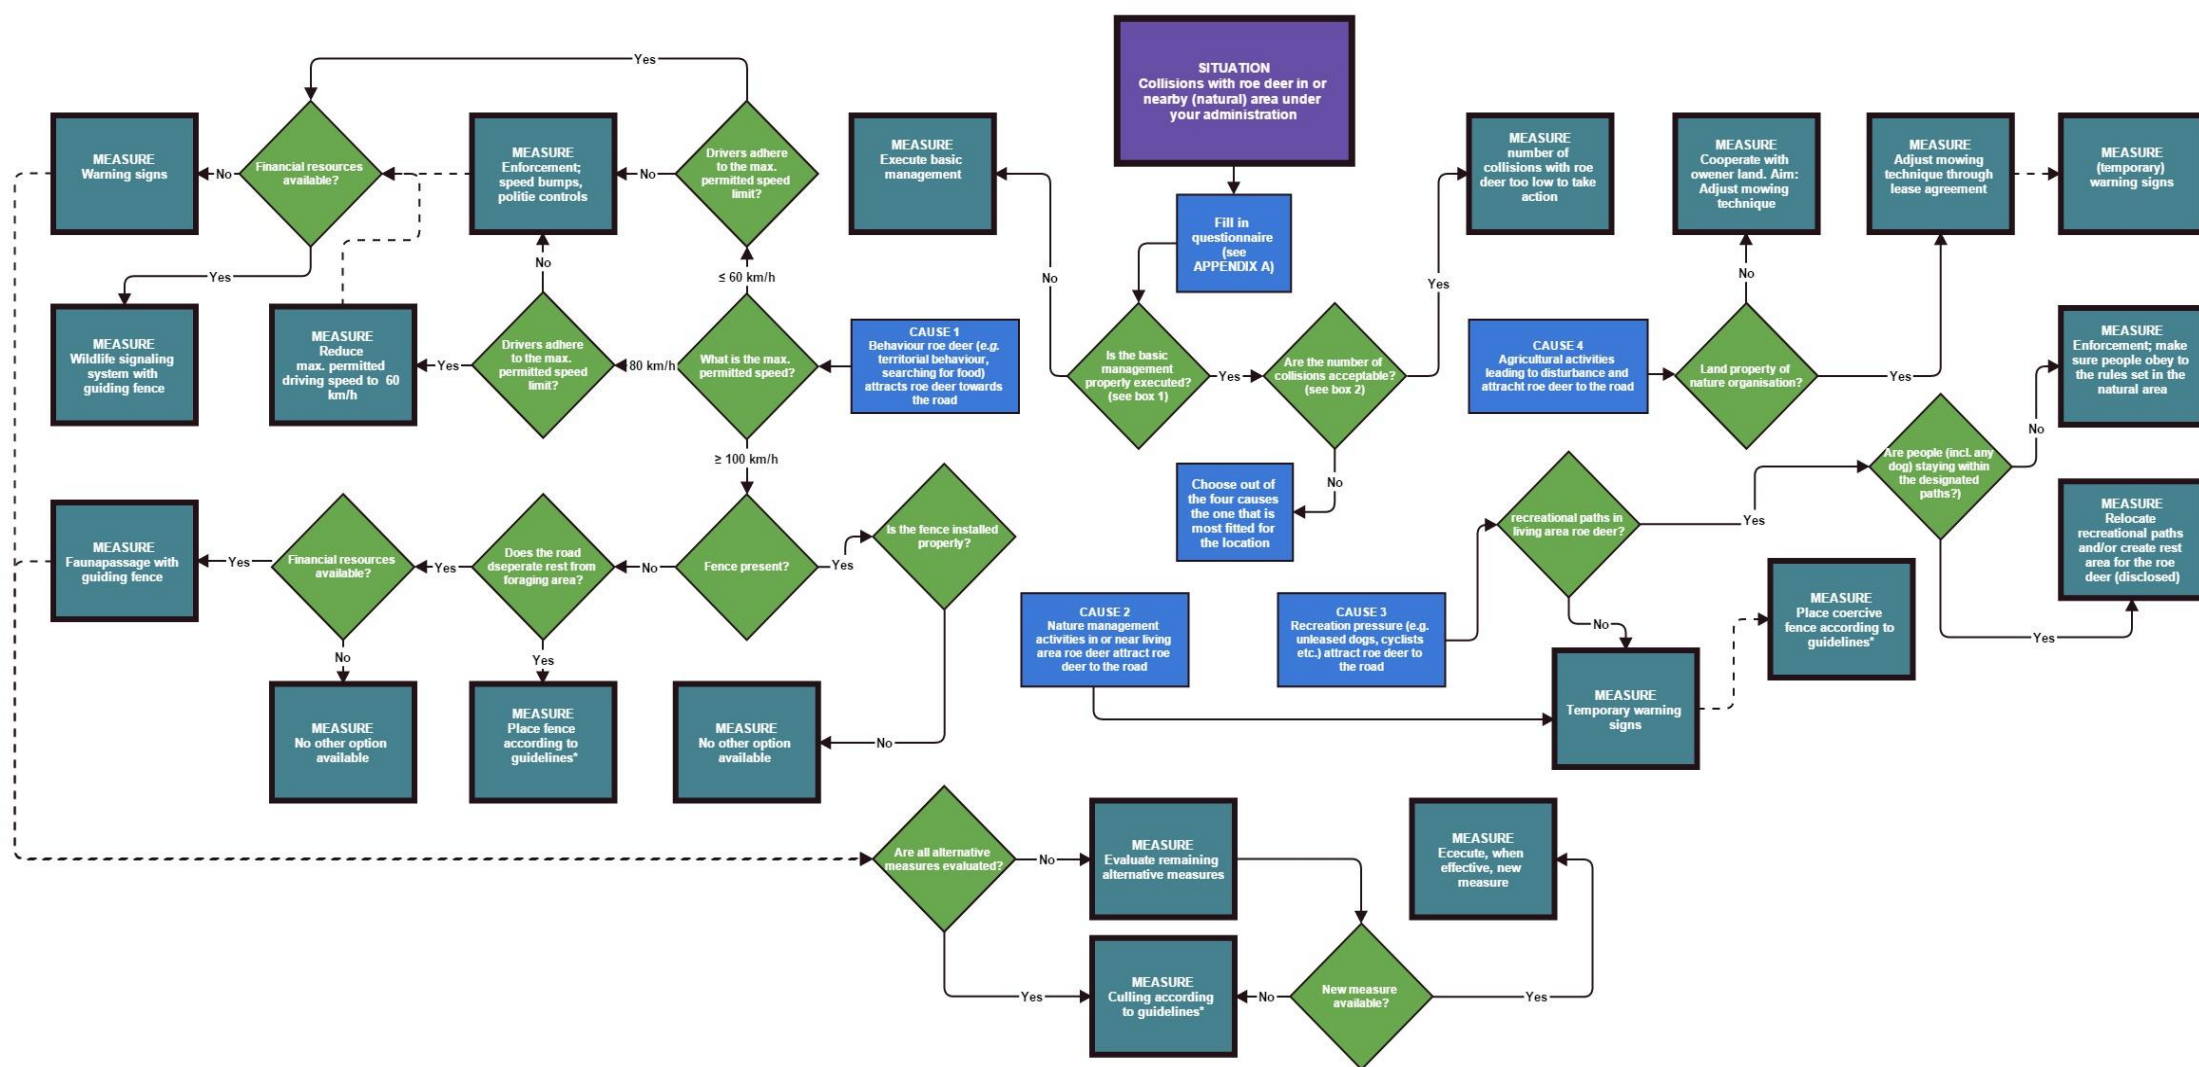 SITUATION
Collisions with roe deer in or
nearby (natural) area under
your administration
Fill in
questionnaire
(see
APPENDIX A)
Is the basic
management
properly executed?
(see box 1)
No
MEASURE
Execute basic
management
Yes
Are the number of
collisions acceptable?
(see box 2)
Yes
MEASURE
number of
collisions with roe
deer too low to take
action
No
Choose out of
the four causes
the one that is
most fitted for
the location
CAUSE 1
Behaviour roe deer (e.g.
territorial behaviour,
searching for food)
attracts roe deer towards
the road
What is the max.
permitted speed?
≤ 60 km/h
Drivers adhere
to the max.
permitted speed
limit?
Yes
No
MEASURE
Enforcement;
speed bumps,
politie controls
Financial resources
available?
No
MEASURE
Warning signs
Yes
MEASURE
Wildlife signaling
system with
guiding fence
80 km/h
Drivers adhere
to the max.
permitted speed
limit?
No
Yes
MEASURE
Reduce
max. permitted
driving speed to 60
km/h
≥ 100 km/h
Fence present?
Yes
Is the fence installed
properly?
No
MEASURE
No other option
available
No
Does the road
dseperate rest from
foraging area?
Yes
MEASURE
Place fence
according to
guidelines*
Yes
Financial resources
available?
No
MEASURE
No other option
available
Yes
MEASURE
Faunapassage with
guiding fence
CAUSE 2
Nature management
activities in or near living
area roe deer attract roe
deer to the road
CAUSE 3
Recreation pressure (e.g.
unleased dogs, cyclists
etc.) attract roe deer to
the road
recreational paths in
living area roe deer?
No
MEASURE
Temporary warning
signs
MEASURE
Place coercive
fence according to
guidelines*
Yes
Are people (incl. any
dog) staying within
the designated
paths?)
No
MEASURE
Enforcement; make
sure people obey to
the rules set in the
natural area
Yes
MEASURE
Relocate
recreational paths
and/or create rest
area for the roe
deer (disclosed)
CAUSE 4
Agricultural activities
leading to disturbance and
attracht roe deer to the road
Land property of
nature organisation?
No
MEASURE
Cooperate with
owener land. Aim:
Adjust mowing
technique
Yes
MEASURE
Adjust mowing
technique through
lease agreement
MEASURE
(temporary)
warning signs
Are all alternative
measures evaluated?
No
MEASURE
Evaluate remaining
alternative measures
Yes
MEASURE
Culling according
to guidelines*
No
New measure
available?
Yes
MEASURE
Ececute, when
effective, new
measure